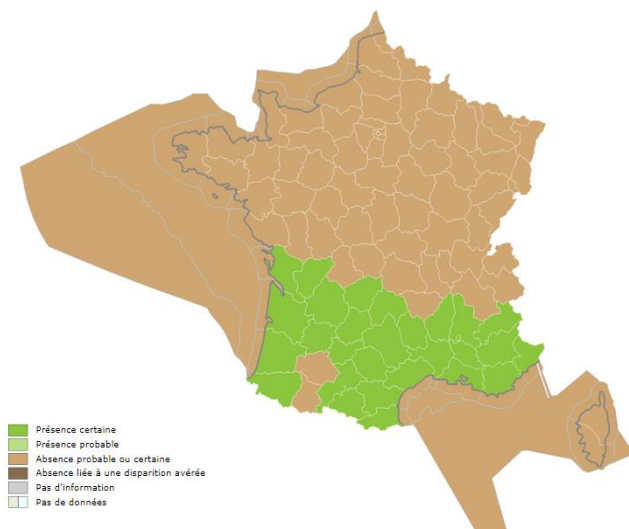 Présence certaine
Présence probable
Absence probable ou certaine
Absence liée à une disparition avérée
Pas d'information
Pas de données